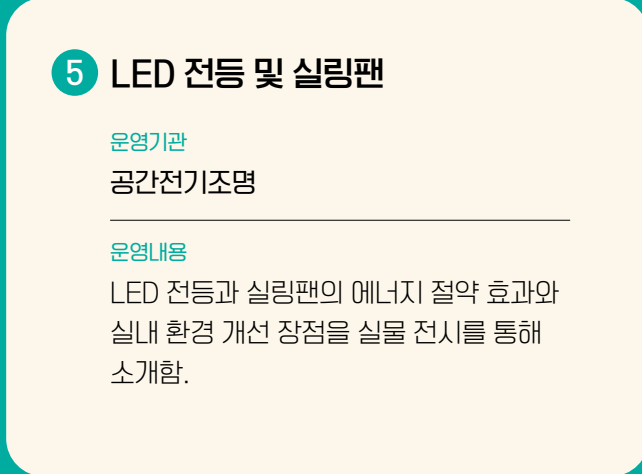 5 LED 전등 및 실링팬
운영기관
공간전기조명
운영내용
LED 전등과 실링팬의 에너지 절약 효과와
실내 환경 개선 장점을 실물 전시를 통해
소개함.